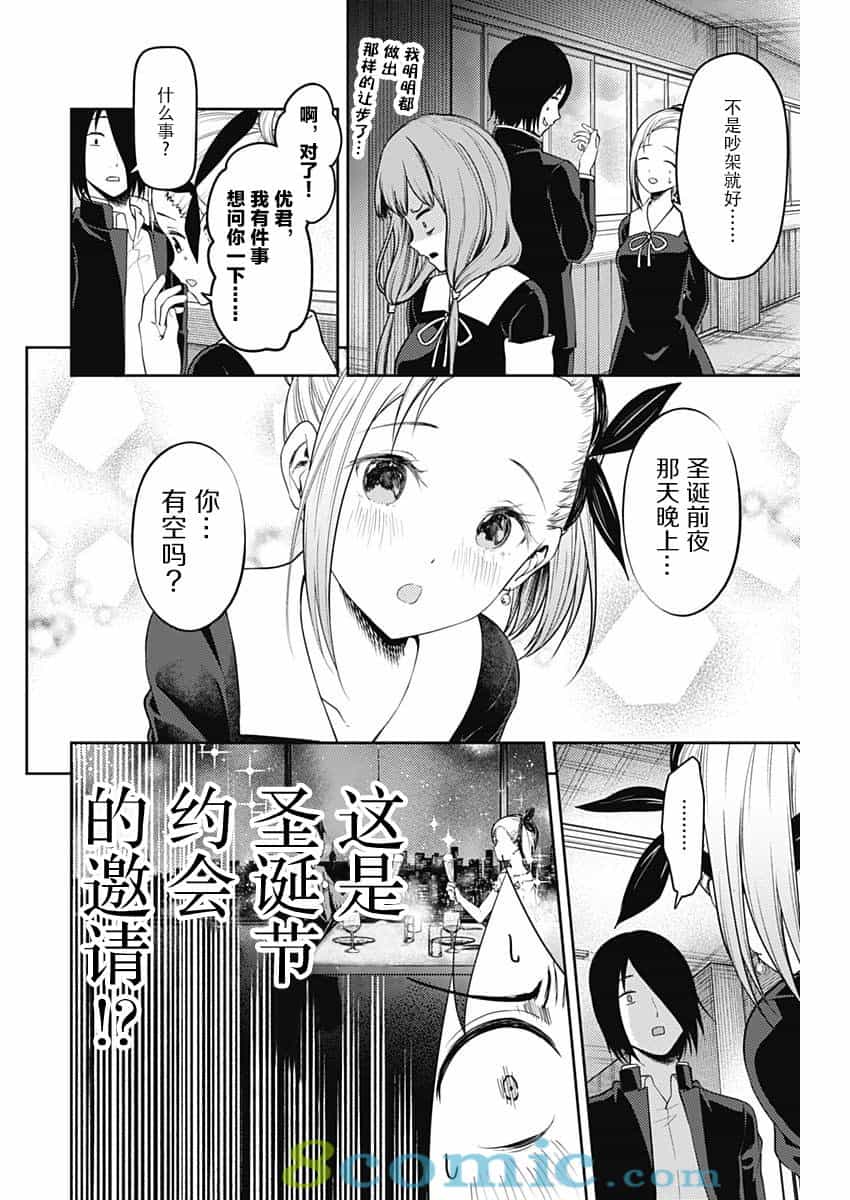 不是吵架就好……
我明明都
做出
那样的让步了…
啊，对了！
优君，
我有件事
想问你
一下……
什么事？
圣诞前夜
那天晚上…
你…
有空吗？
……
这是
圣诞节
约会
的邀请!?
8comic.com